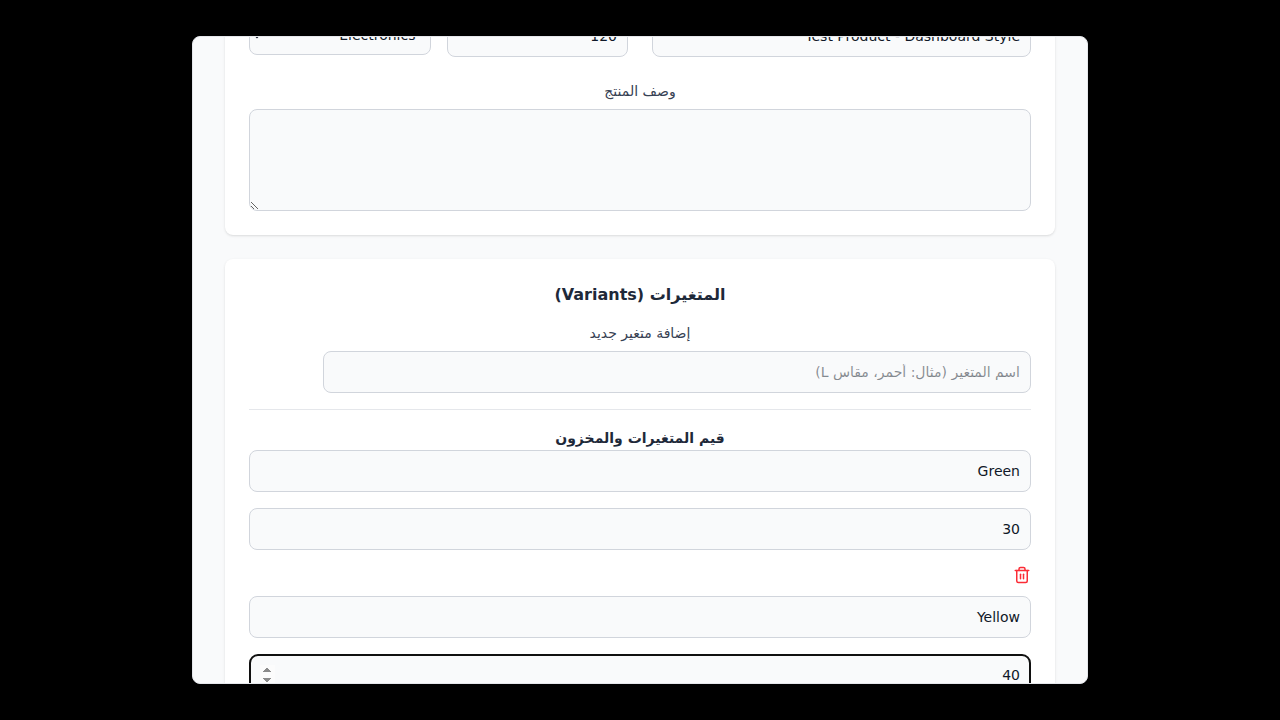 Test Product - Dashboard Style 120 Electronics
وصف المنتج
المتغيرات (Variants)
إضافة متغير جديد
اسم المتغير (مثال: أحمر، مقاس L)
قيم المتغيرات والمخزون
Green
30
Yellow
40